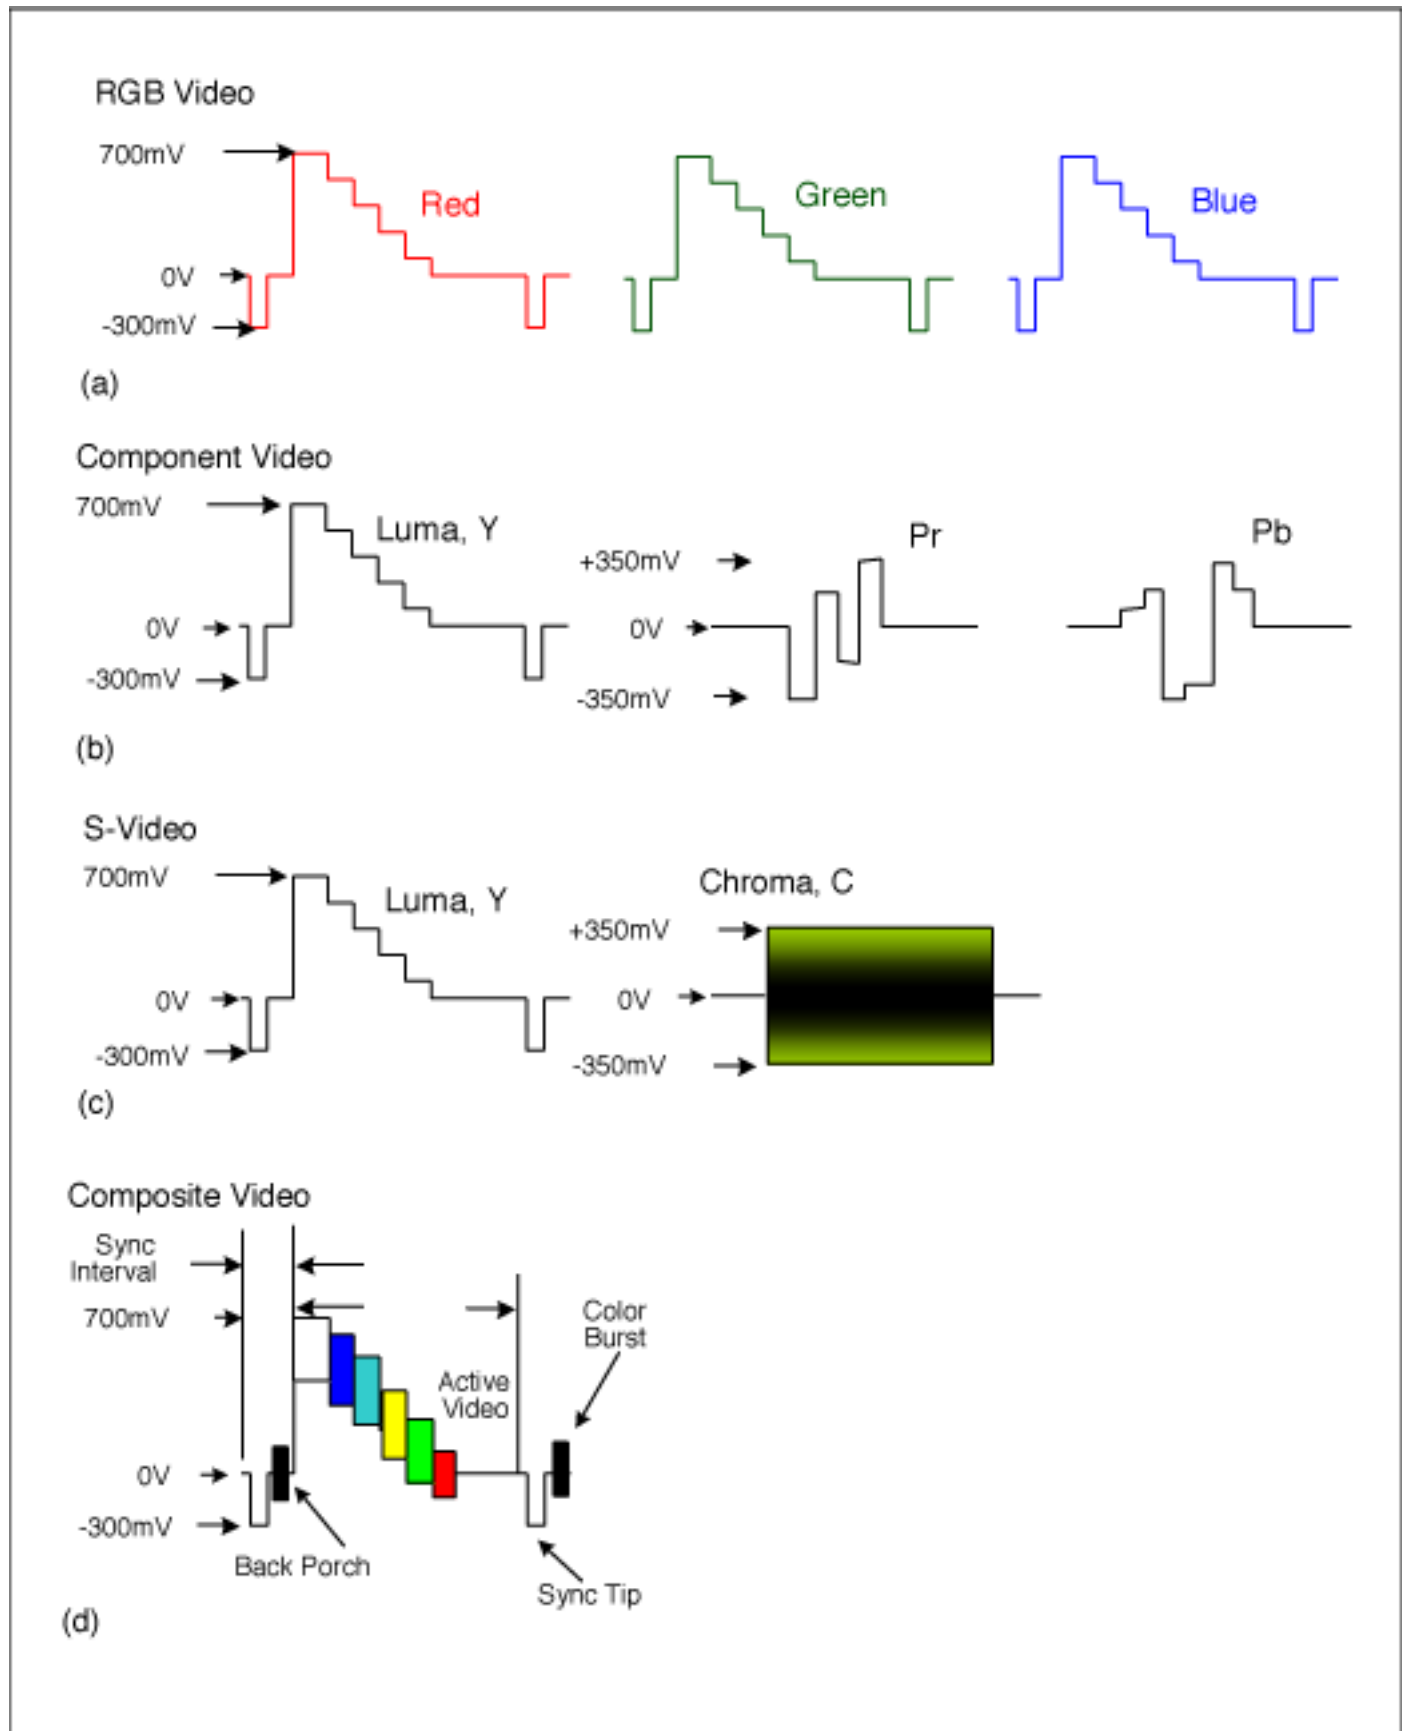 RGB Video
700mV
Red
Green
Blue
0V
-300mV
(a)
Component Video
700mV
Luma, Y
+350mV
Pr
Pb
0V
0V
-300mV
-350mV
(b)
S-Video
700mV
Luma, Y
Chroma, C
+350mV
0V
0V
-300mV
-350mV
(c)
Composite Video
Sync
Interval
700mV
Color
Burst
Active
Video
0V
-300mV
Back Porch
Sync Tip
(d)